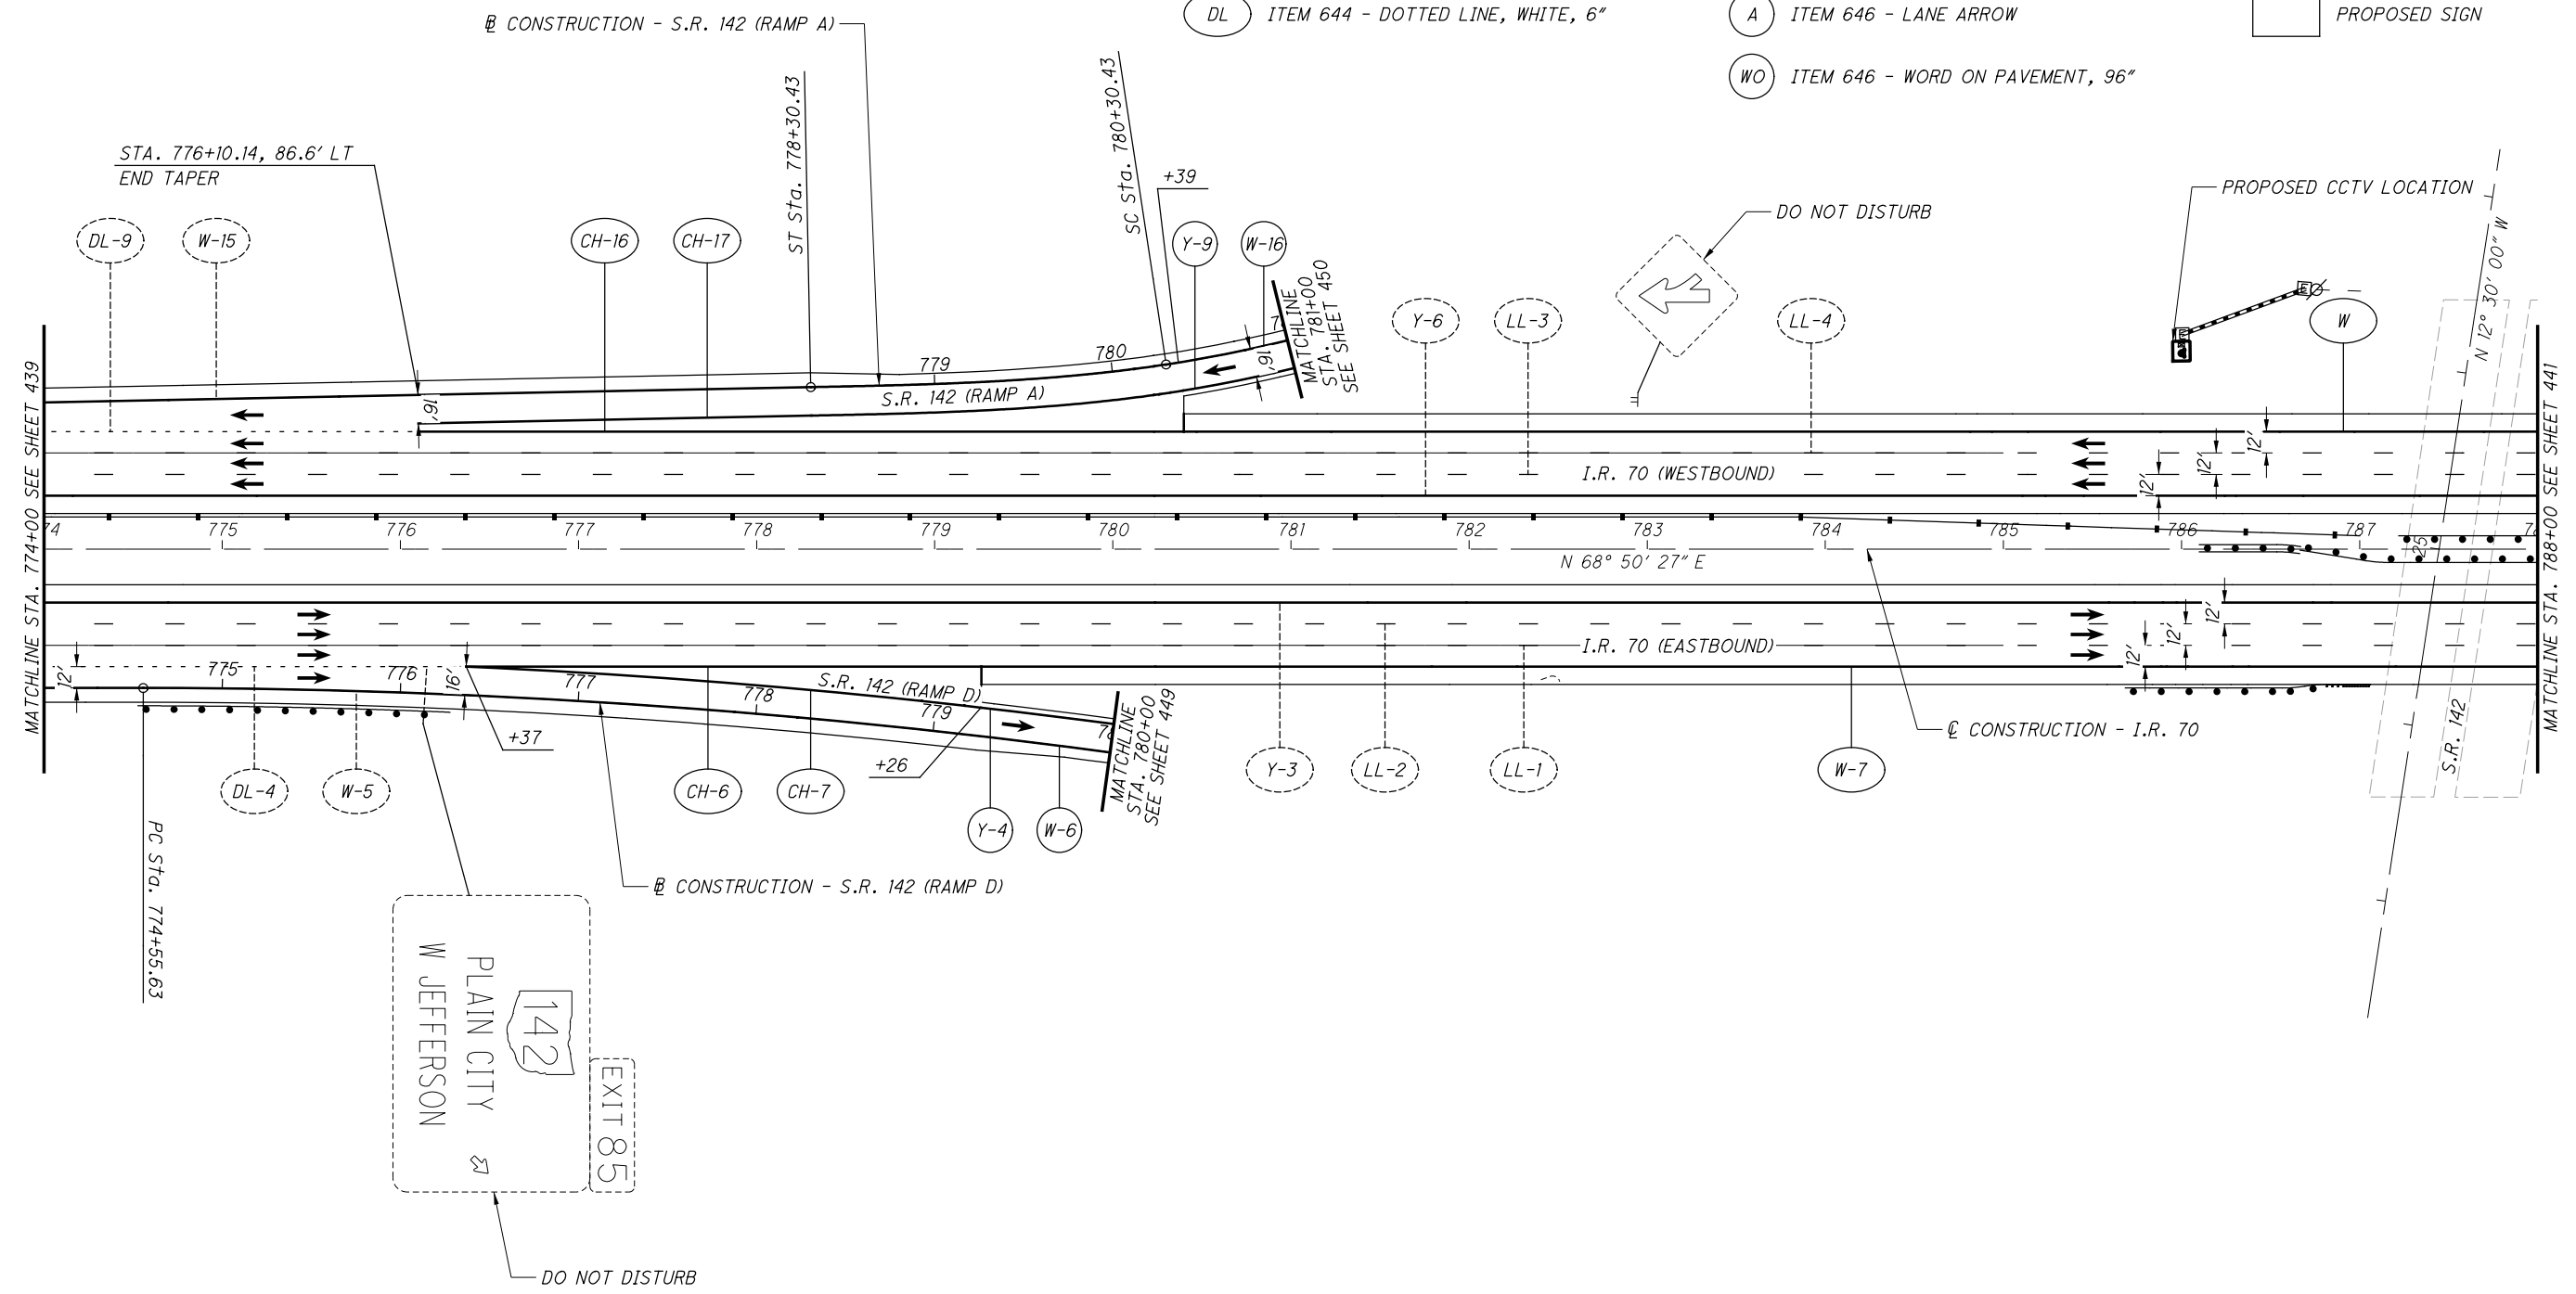 ℄ CONSTRUCTION - S.R. 142 (RAMP A)
DL ITEM 644 - DOTTED LINE, WHITE, 6"
A ITEM 646 - LANE ARROW
PROPOSED SIGN
WO ITEM 646 - WORD ON PAVEMENT, 96"
STA. 776+10.14, 86.6' LT
END TAPER
ST Sta. 778+30.43
SC Sta. 780+30.43
+39
DO NOT DISTURB
PROPOSED CCTV LOCATION
DL-9
W-15
CH-16
CH-17
Y-9
W-16
MATCHLINE
STA. 781+00
SEE SHEET 450
Y-6
LL-3
LL-4
W
N 12° 30' 00" W
779
780
16'
S.R. 142 (RAMP A)
16'
MATCHLINE STA. 774+00 SEE SHEET 439
I.R. 70 (WESTBOUND)
12'
12'
12'
MATCHLINE STA. 788+00 SEE SHEET 441
775
776
777
778
779
780
781
782
783
784
785
786
787
N 68° 50' 27" E
25
I.R. 70 (EASTBOUND)
12'
12'
12'
12'
775
776
16'
777
778
779
S.R. 142 (RAMP D)
+37
+26
MATCHLINE
STA. 780+00
SEE SHEET 449
℄ CONSTRUCTION - I.R. 70
S.R. 142
DL-4
W-5
CH-6
CH-7
Y-4
W-6
Y-3
LL-2
LL-1
W-7
PC Sta. 774+55.63
℄ CONSTRUCTION - S.R. 142 (RAMP D)
EXIT 85
142
PLAIN CITY
W JEFFERSON
DO NOT DISTURB